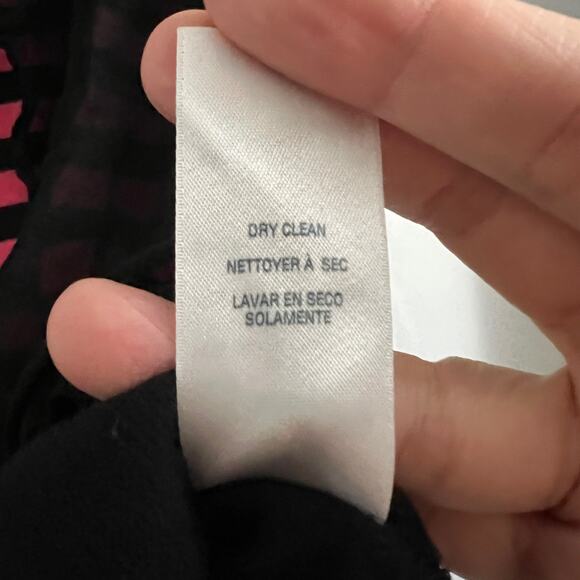 DRY CLEAN
NETTOYER À SEC
LAVAR EN SECO
SOLAMENTE